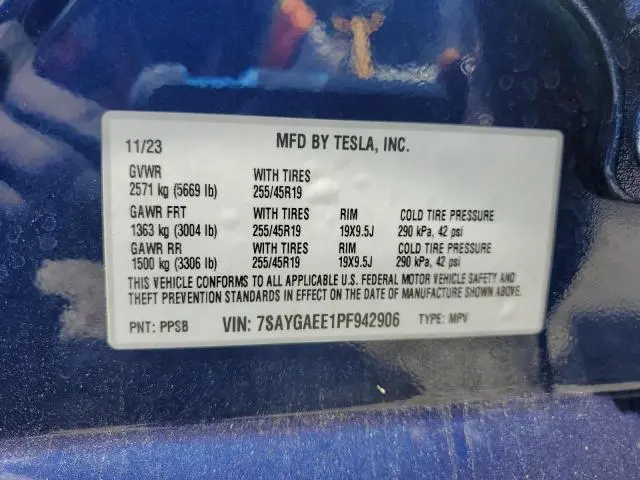 11/23 MFD BY TESLA, INC.
GVWR WITH TIRES
2571 kg (5669 lb) 255/45R19
GAWR FRT WITH TIRES RIM COLD TIRE PRESSURE
1363 kg (3004 lb) 255/45R19 19X9.5J 290 kPa, 42 psi
GAWR RR WITH TIRES RIM COLD TIRE PRESSURE
1500 kg (3306 lb) 255/45R19 19X9.5J 290 kPa, 42 psi
THIS VEHICLE CONFORMS TO ALL APPLICABLE U.S. FEDERAL MOTOR VEHICLE SAFETY AND
THEFT PREVENTION STANDARDS IN EFFECT ON THE DATE OF MANUFACTURE SHOWN ABOVE.
PNT: PPSB VIN: 7SAYGAEE1PF942906 TYPE: MPV